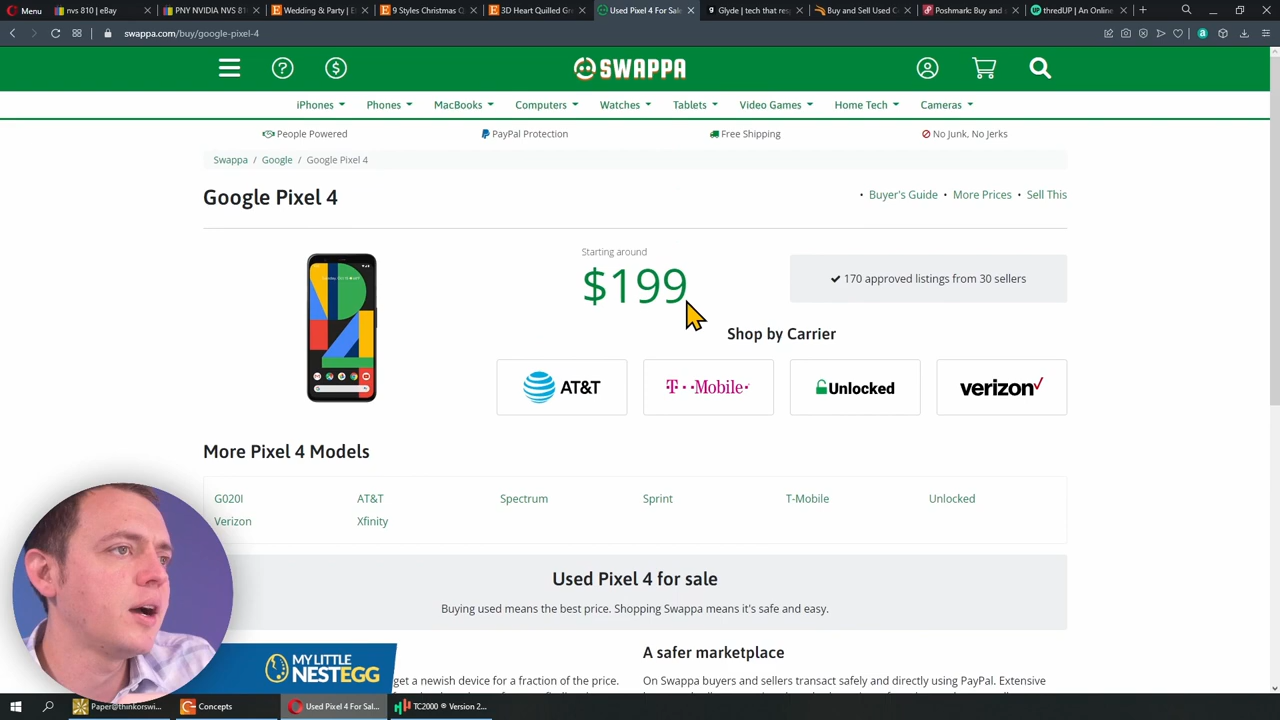 Menu
nvs 810 | eBay
PNY NVIDIA NVS 810
Wedding & Party | E
9 Styles Christmas
3D Heart Quilled Gr
Used Pixel 4 For Sale
Glyde | tech that resp
Buy and Sell Used C
Poshmark: Buy and
thredUP | An Online
swappa.com/buy/google-pixel-4
SWAPPA
iPhones
Phones
MacBooks
Computers
Watches
Tablets
Video Games
Home Tech
Cameras
People Powered
PayPal Protection
Free Shipping
No Junk, No Jerks
Swappa / Google / Google Pixel 4
Google Pixel 4
• Buyer's Guide • More Prices • Sell This
Starting around
$199
170 approved listings from 30 sellers
Shop by Carrier
AT&T
T··Mobile·
Unlocked
verizon
More Pixel 4 Models
G020I
AT&T
Spectrum
Sprint
T-Mobile
Unlocked
Verizon
Xfinity
Used Pixel 4 for sale
Buying used means the best price. Shopping Swappa means it's safe and easy.
MY LITTLE
NESTEGG
A safer marketplace
get a newish device for a fraction of the price.
On Swappa buyers and sellers transact safely and directly using PayPal. Extensive
Paper@thinkorswi...
Concepts
Used Pixel 4 For Sal...
TC2000 ® Version 2...